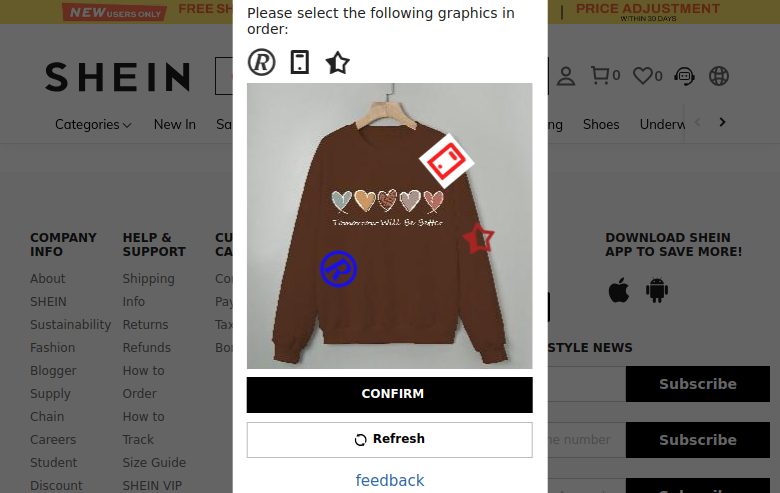 NEW USERS ONLY
FREE SH
PRICE ADJUSTMENT
WITHIN 30 DAYS
SHEIN
0
0
Categories
New In
Sa
ng
Shoes
Underw
Please select the following graphics in
order:
R
Tomorrow Will Be Better
R
CONFIRM
Refresh
feedback
COMPANY
INFO
About
SHEIN
Sustainability
Fashion
Blogger
Supply
Chain
Careers
Student
Discount
HELP &
SUPPORT
Shipping
Info
Returns
Refunds
How to
Order
How to
Track
Size Guide
SHEIN VIP
CU
CA
Co
Pay
Tax
Bo
DOWNLOAD SHEIN
APP TO SAVE MORE!
STYLE NEWS
Subscribe
ne number
Subscribe
Subscribe